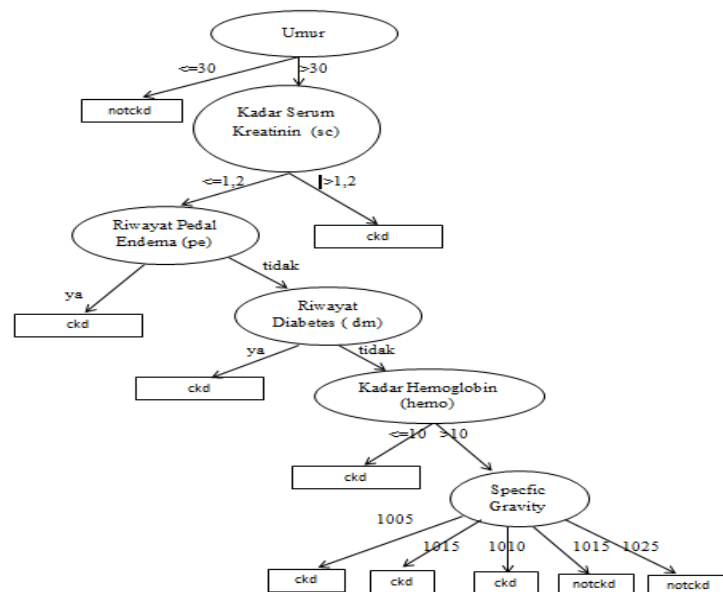 Umur
<=30
>30
notckd
Kadar Serum
Kreatinin (sc)
<=1,2
>1,2
Riwayat Pedal
Endema (pe)
ckd
ya
tidak
ckd
Riwayat
Diabetes ( dm)
ya
tidak
ckd
Kadar Hemoglobin
(hemo)
<=10
>10
ckd
Specfic
Gravity
1005
1015
1010
1015
1025
ckd
ckd
ckd
notckd
notckd